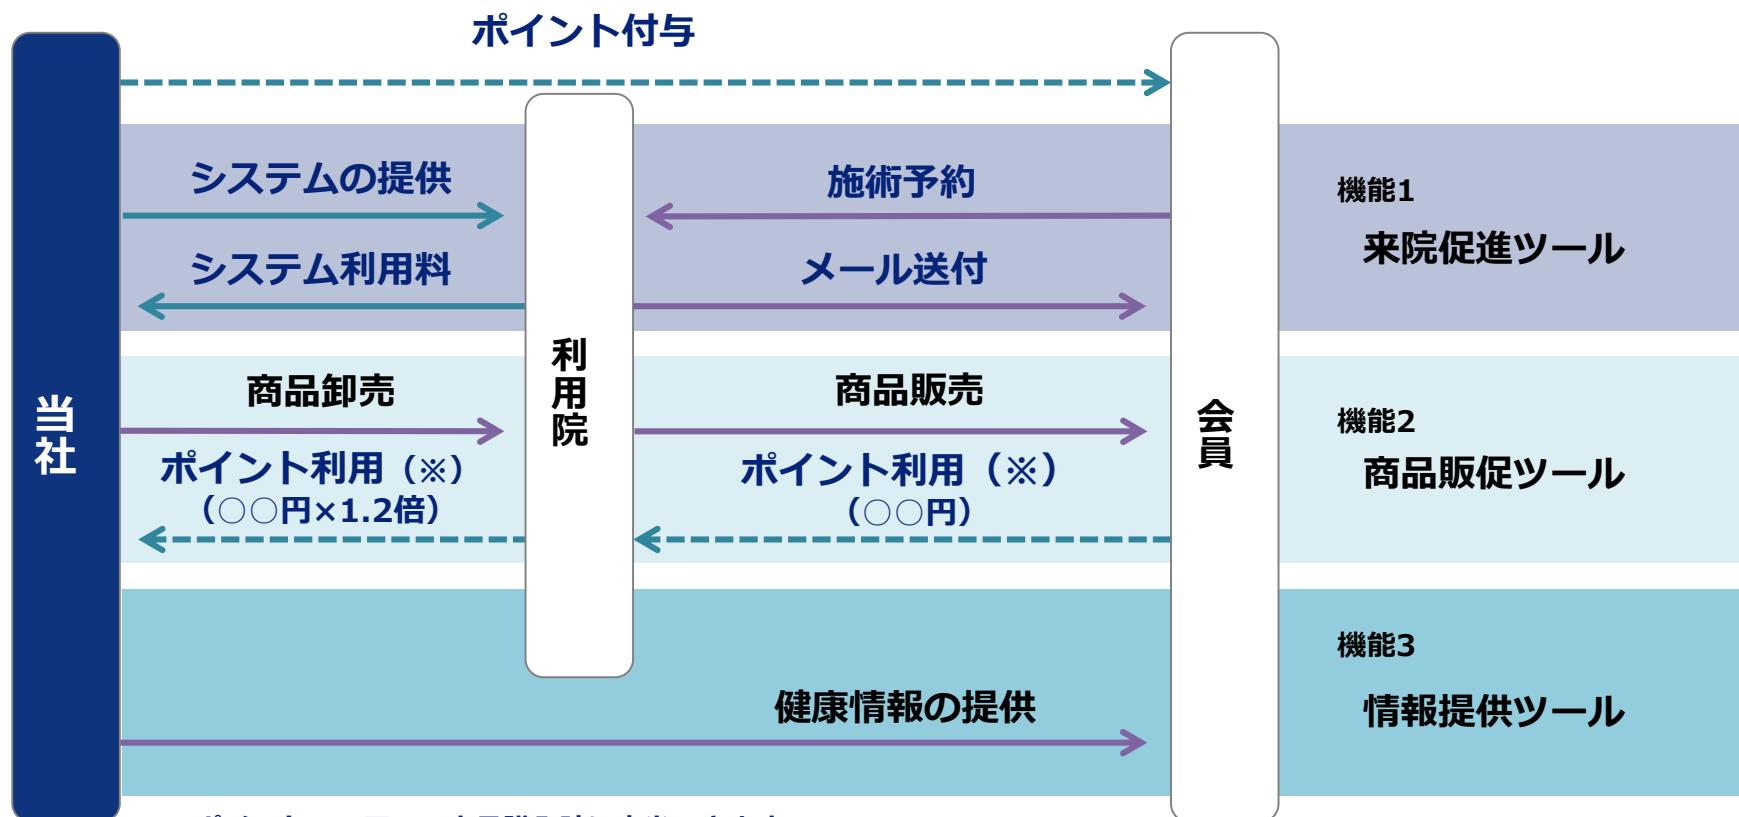 ポイント付与
システムの提供
施術予約
機能1
来院促進ツール
システム利用料
メール送付
利用院
商品卸売
商品販売
当社
会員
機能2
商品販促ツール
ポイント利用（※）
（○○円×1.2倍）
ポイント利用（※）
（○○円）
機能3
情報提供ツール
健康情報の提供